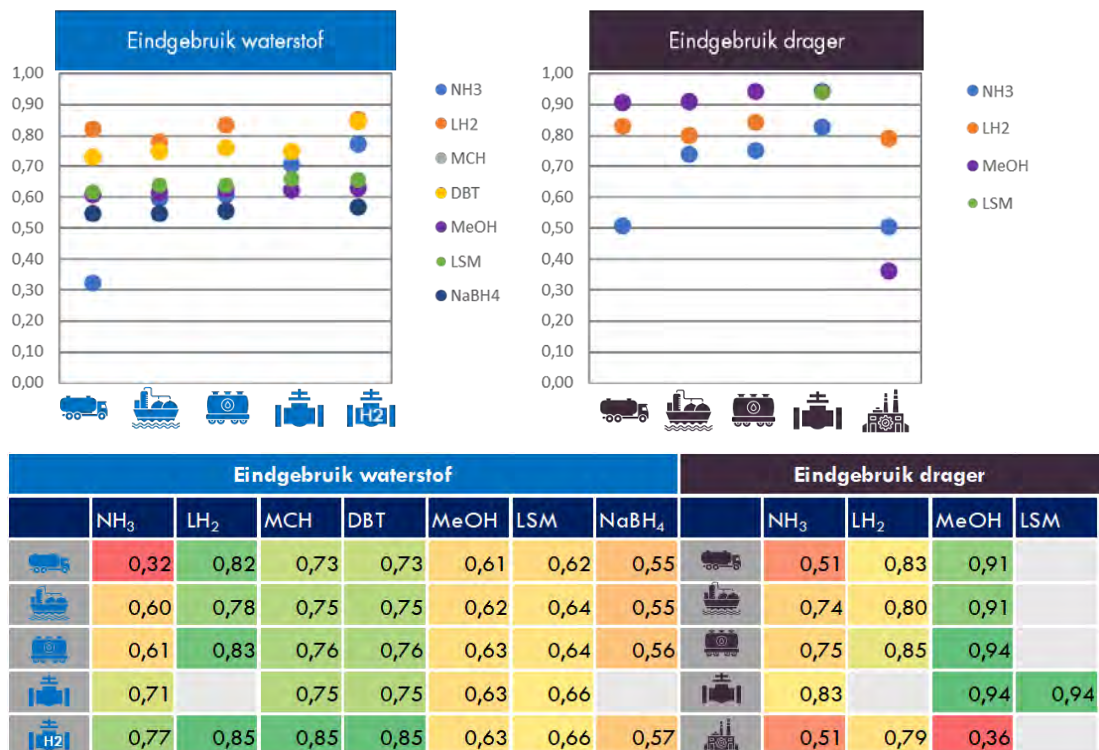 Eindgebruik waterstof
1,00
0,90
0,80
0,70
0,60
0,50
0,40
0,30
0,20
0,10
0,00
NH3
LH2
MCH
DBT
MeOH
LSM
NaBH4
H2
Eindgebruik drager
1,00
0,90
0,80
0,70
0,60
0,50
0,40
0,30
0,20
0,10
0,00
NH3
LH2
MeOH
LSM
Eindgebruik waterstof Eindgebruik drager
NH₃ LH₂ MCH DBT MeOH LSM NaBH₄ NH₃ LH₂ MeOH LSM
0,32 0,82 0,73 0,73 0,61 0,62 0,55 0,51 0,83 0,91
0,60 0,78 0,75 0,75 0,62 0,64 0,55 0,74 0,80 0,91
0,61 0,83 0,76 0,76 0,63 0,64 0,56 0,75 0,85 0,94
0,71 0,75 0,75 0,63 0,66 0,83 0,94 0,94
H2 0,77 0,85 0,85 0,85 0,63 0,66 0,57 0,51 0,79 0,36